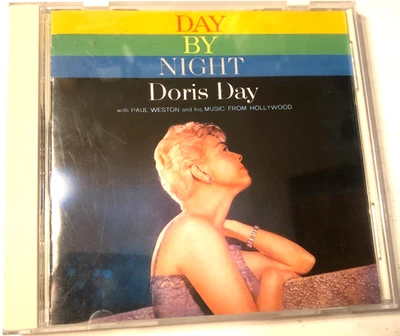 DAY
BY
NIGHT
Doris Day
with PAUL WESTON and his MUSIC FROM HOLLYWOOD